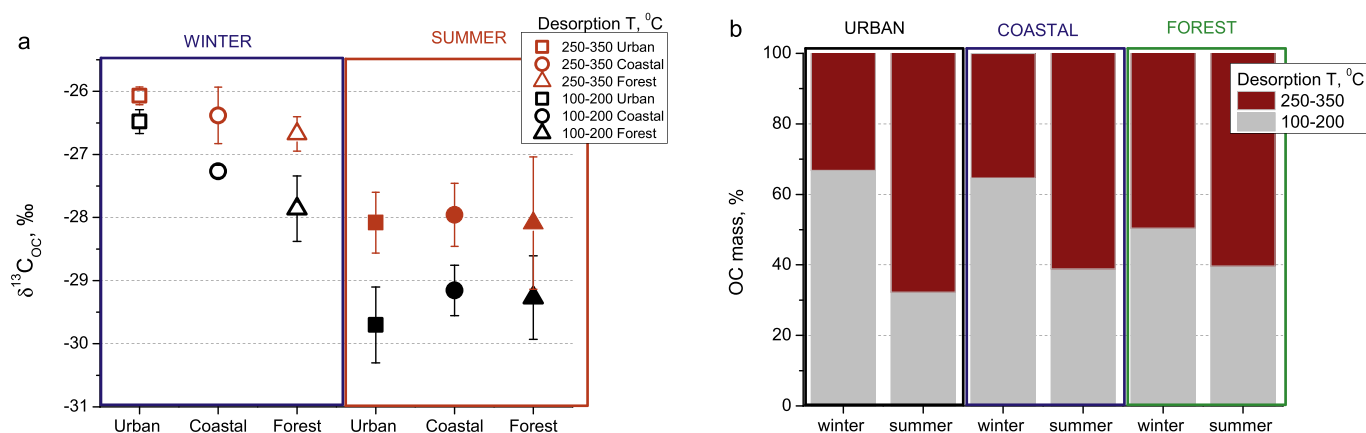 a
WINTER
SUMMER
Desorption T, ⁰C
250-350 Urban
250-350 Coastal
250-350 Forest
100-200 Urban
100-200 Coastal
100-200 Forest
δ¹³C_OC, ‰
-26
-27
-28
-29
-30
-31
Urban
Coastal
Forest
Urban
Coastal
Forest
b
URBAN
COASTAL
FOREST
Desorption T, ⁰C
250-350
100-200
OC mass, %
100
80
60
40
20
0
winter
summer
winter
summer
winter
summer